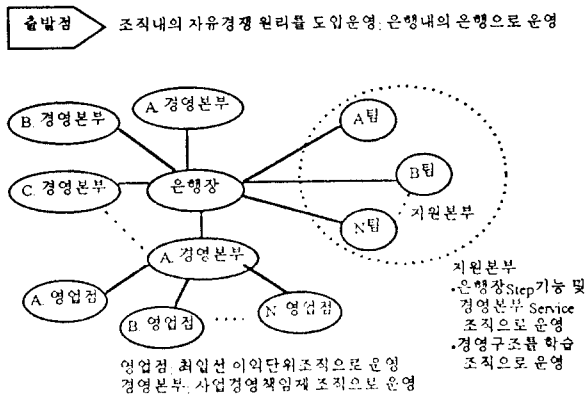 출발점
조직내의 자유경쟁 원리를 도입운영: 은행내의 은행으로 운영
A. 경영본부
B. 경영본부
C. 경영본부
은행장
A팀
B팀
N팀
지원본부
A. 경영본부
A. 영업점
B. 영업점
N. 영업점
지원본부
•은행장Step기능 및
경영본부 Service
조직으로 운영
•경영구조를 학습
조직으로 운영
영업점: 최일선 이익단위조직으로 운영
경영본부: 사업경영책임제 조직으로 운영